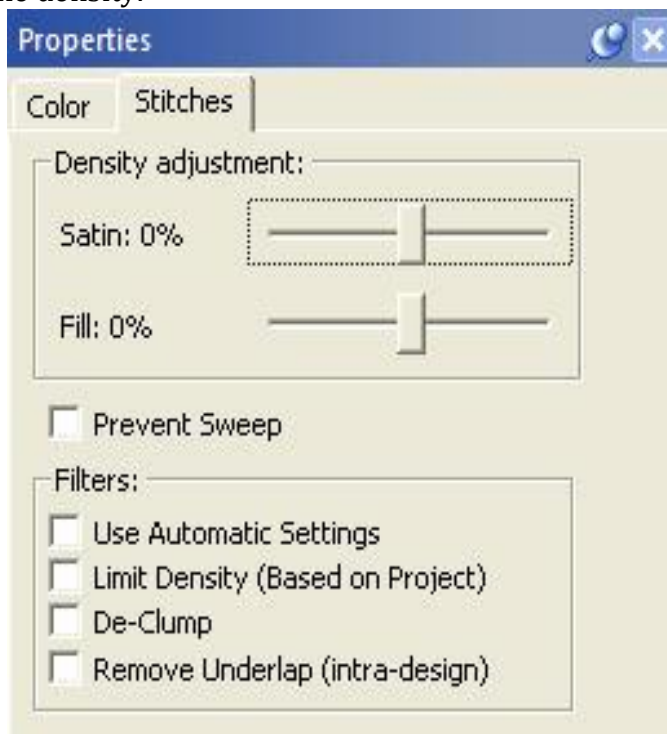 Properties
Color Stitches
Density adjustment:
Satin: 0%
Fill: 0%
Prevent Sweep
Filters:
Use Automatic Settings
Limit Density (Based on Project)
De-Clump
Remove Underlap (intra-design)